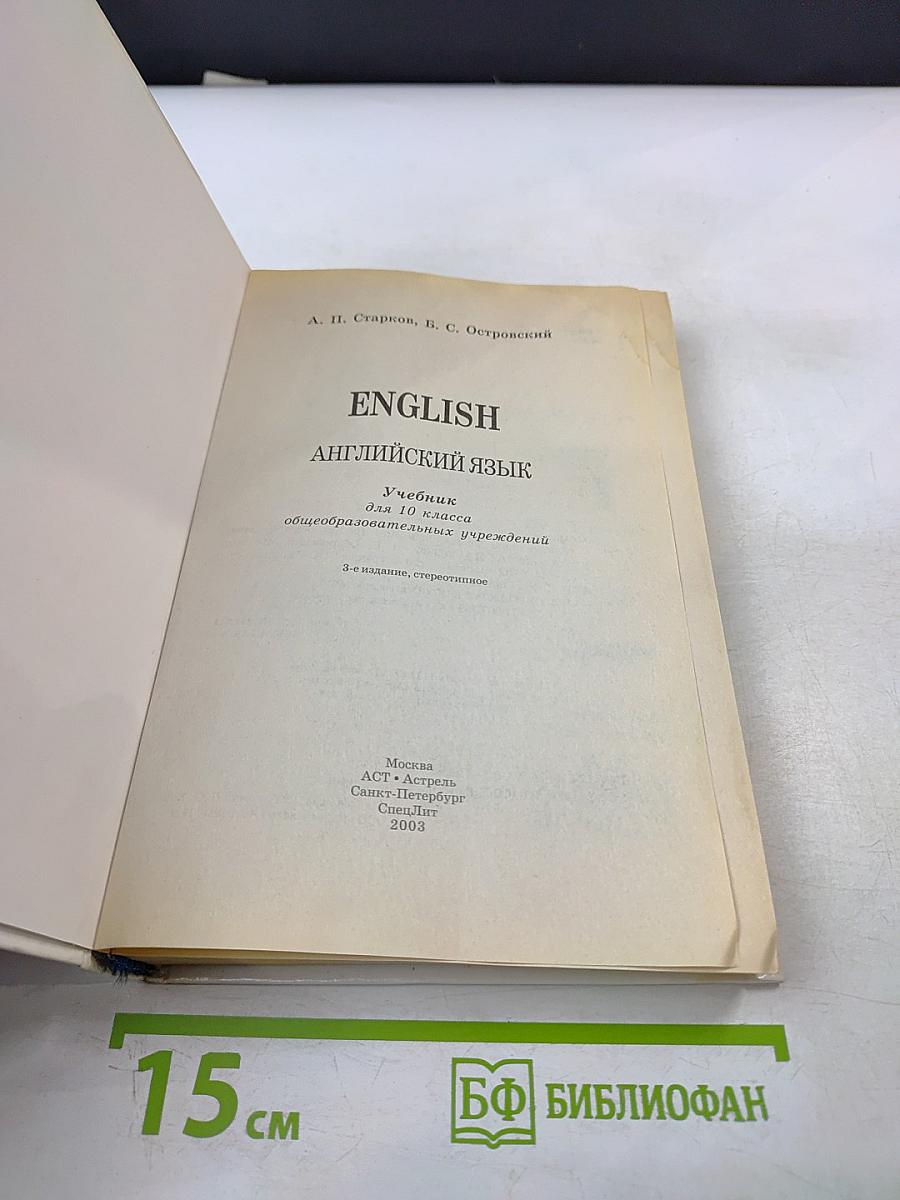 А. П. Старков, Б. С. Островский
ENGLISH
АНГЛИЙСКИЙ ЯЗЫК
Учебник
для 10 класса
общеобразовательных учреждений
3-е издание, стереотипное
Москва
АСТ • Астрель
Санкт-Петербург
СпецЛит
2003
15 см
БФ БИБЛИОФАН